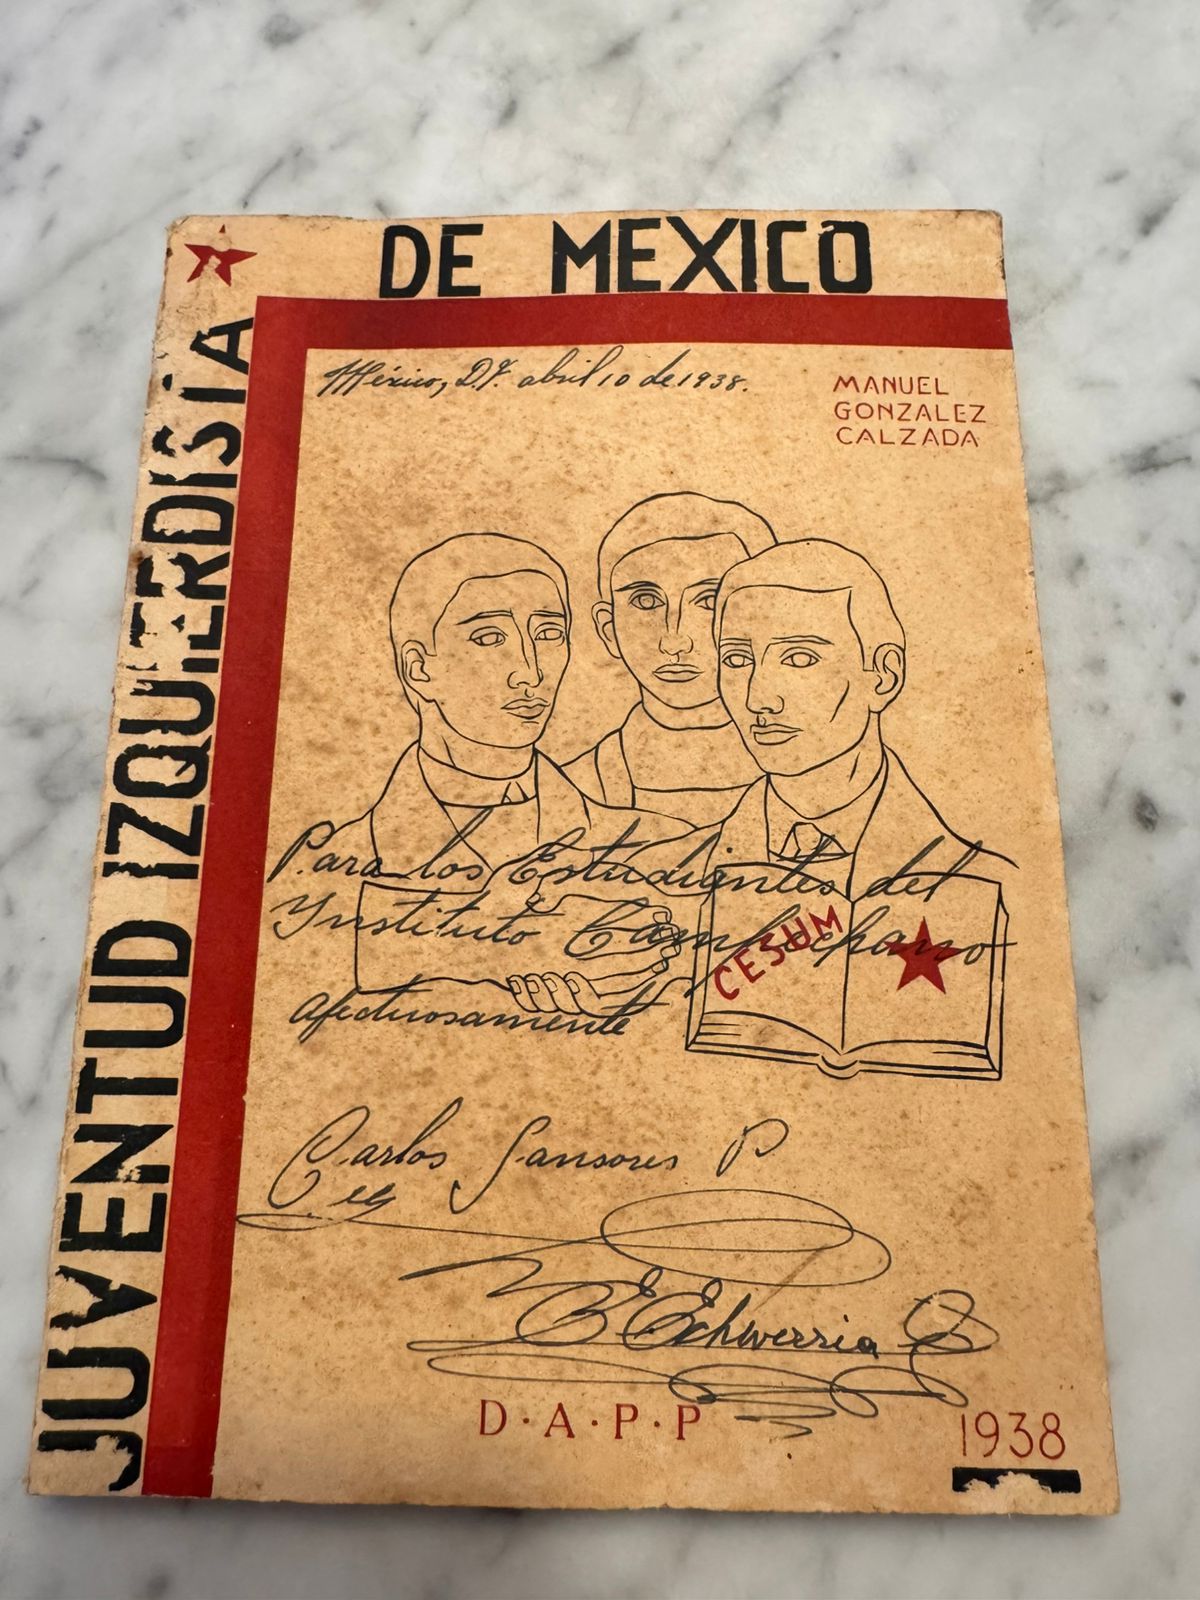 DE MEXICO
JUVENTUD IZQUIERDISTA
México, D.F. abril 10 de 1938.
MANUEL
GONZALEZ
CALZADA
Para los Estudiantes del
Instituto Campechano
CESUM
afectuosamente
Carlos Sansores P
Echverria
D·A·P·P
1938